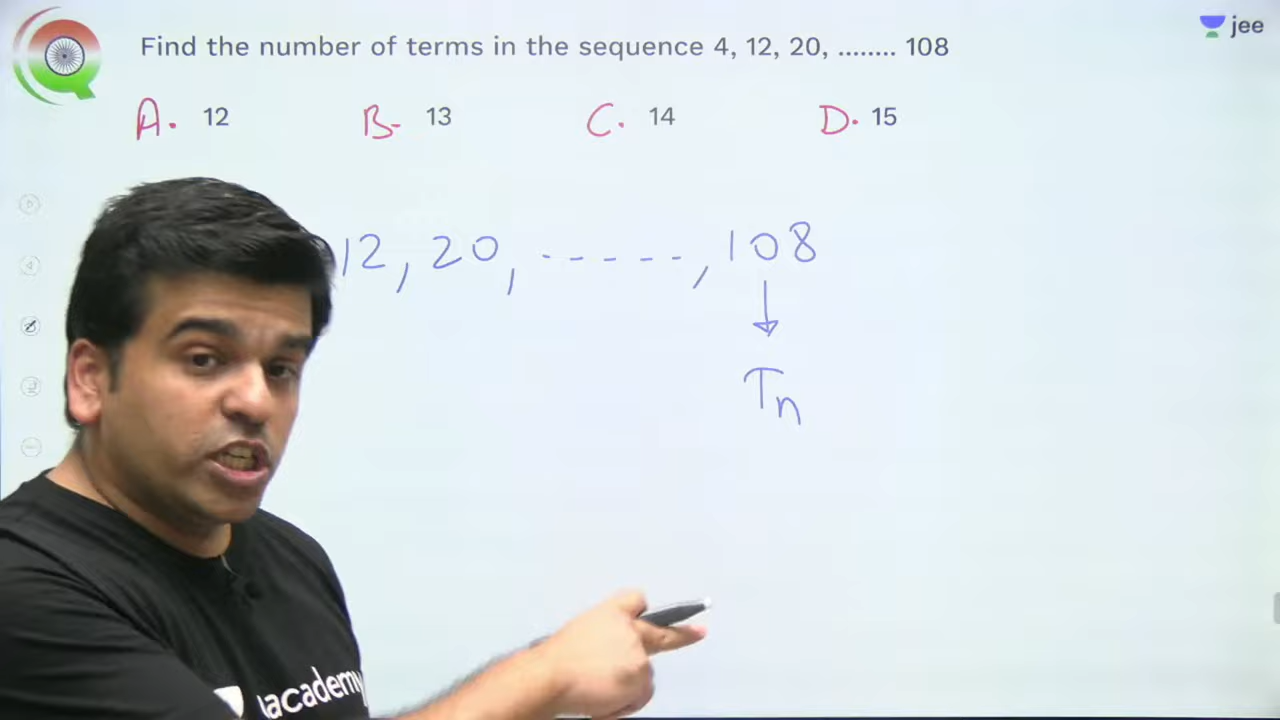 Find the number of terms in the sequence 4, 12, 20, ........ 108
jee
A. 12 B. 13 C. 14 D. 15
12, 20, -----, 108
Tn